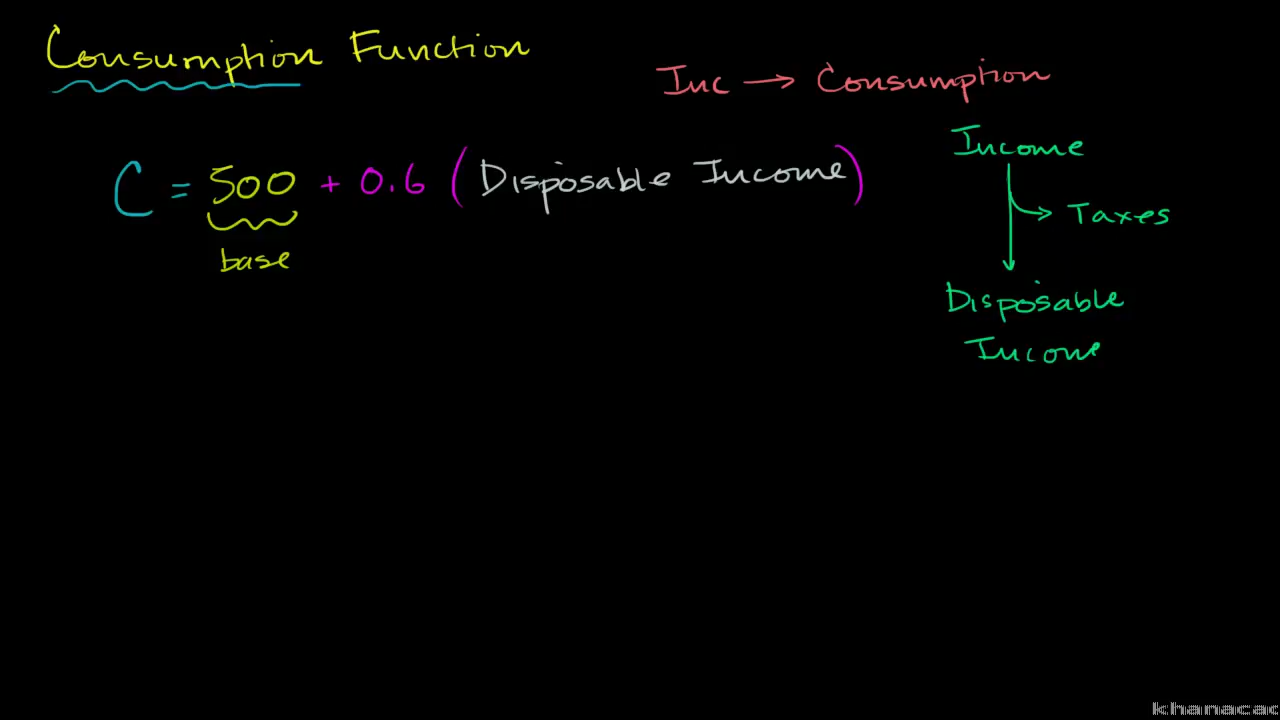 Consumption Function
Inc → Consumption
C = 500 + 0.6 (Disposable Income)
base
Income
Taxes
Disposable
Income
khanacad